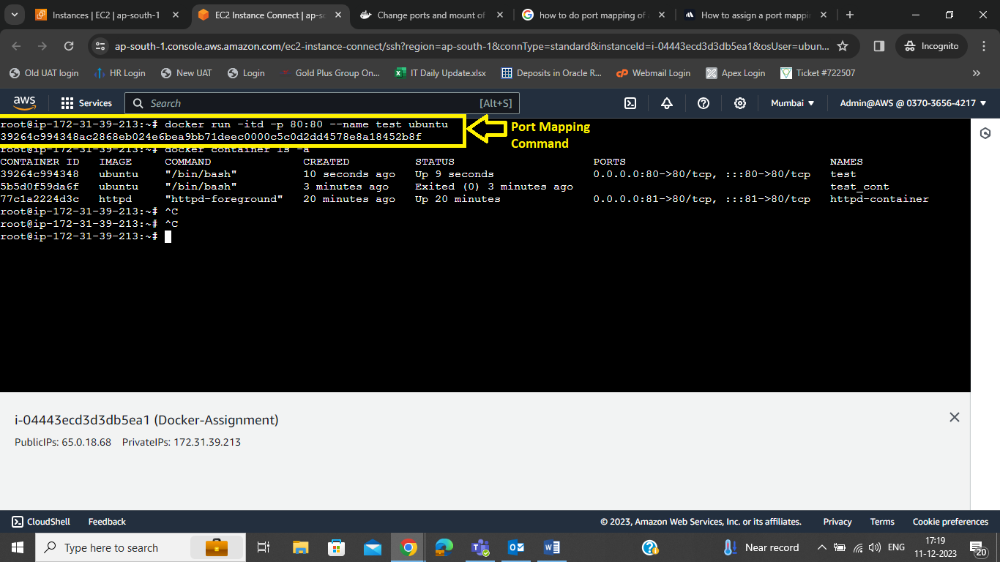 Instances | EC2 | ap-south-1
EC2 Instance Connect | ap-so
Change ports and mount of
how to do port mapping of a
How to assign a port mappin
ap-south-1.console.aws.amazon.com/ec2-instance-connect/ssh?region=ap-south-1&connType=standard&instanceId=i-04443ecd3d3db5ea1&osUser=ubun...
Incognito
Old UAT login
HR Login
New UAT
Login
Gold Plus Group On...
IT Daily Update.xlsx
Deposits in Oracle R...
Webmail Login
Apex Login
Ticket #722507
aws
Services
Search
[Alt+S]
Mumbai
Admin@AWS @ 0370-3656-4217
root@ip-172-31-39-213:~# docker run -itd -p 80:80 --name test ubuntu
39264c994348ac2868eb024e6bea9bb71deec0000c5c0d2dd4578e8a18452b8f
Port Mapping
Command
root@ip-172-31-39-213:~# docker container ls -a
CONTAINER ID IMAGE COMMAND CREATED STATUS PORTS NAMES
39264c994348 ubuntu "/bin/bash" 10 seconds ago Up 9 seconds 0.0.0.0:80->80/tcp, :::80->80/tcp test
5b5d0f59da6f ubuntu "/bin/bash" 3 minutes ago Exited (0) 3 minutes ago test_cont
77c1a2224d3c httpd "httpd-foreground" 20 minutes ago Up 20 minutes 0.0.0.0:81->80/tcp, :::81->80/tcp httpd-container
root@ip-172-31-39-213:~# ^C
root@ip-172-31-39-213:~# ^C
root@ip-172-31-39-213:~#
i-04443ecd3d3db5ea1 (Docker-Assignment)
PublicIPs: 65.0.18.68 PrivateIPs: 172.31.39.213
CloudShell
Feedback
© 2023, Amazon Web Services, Inc. or its affiliates.
Privacy
Terms
Cookie preferences
Type here to search
Near record
ENG
17:19
11-12-2023
20